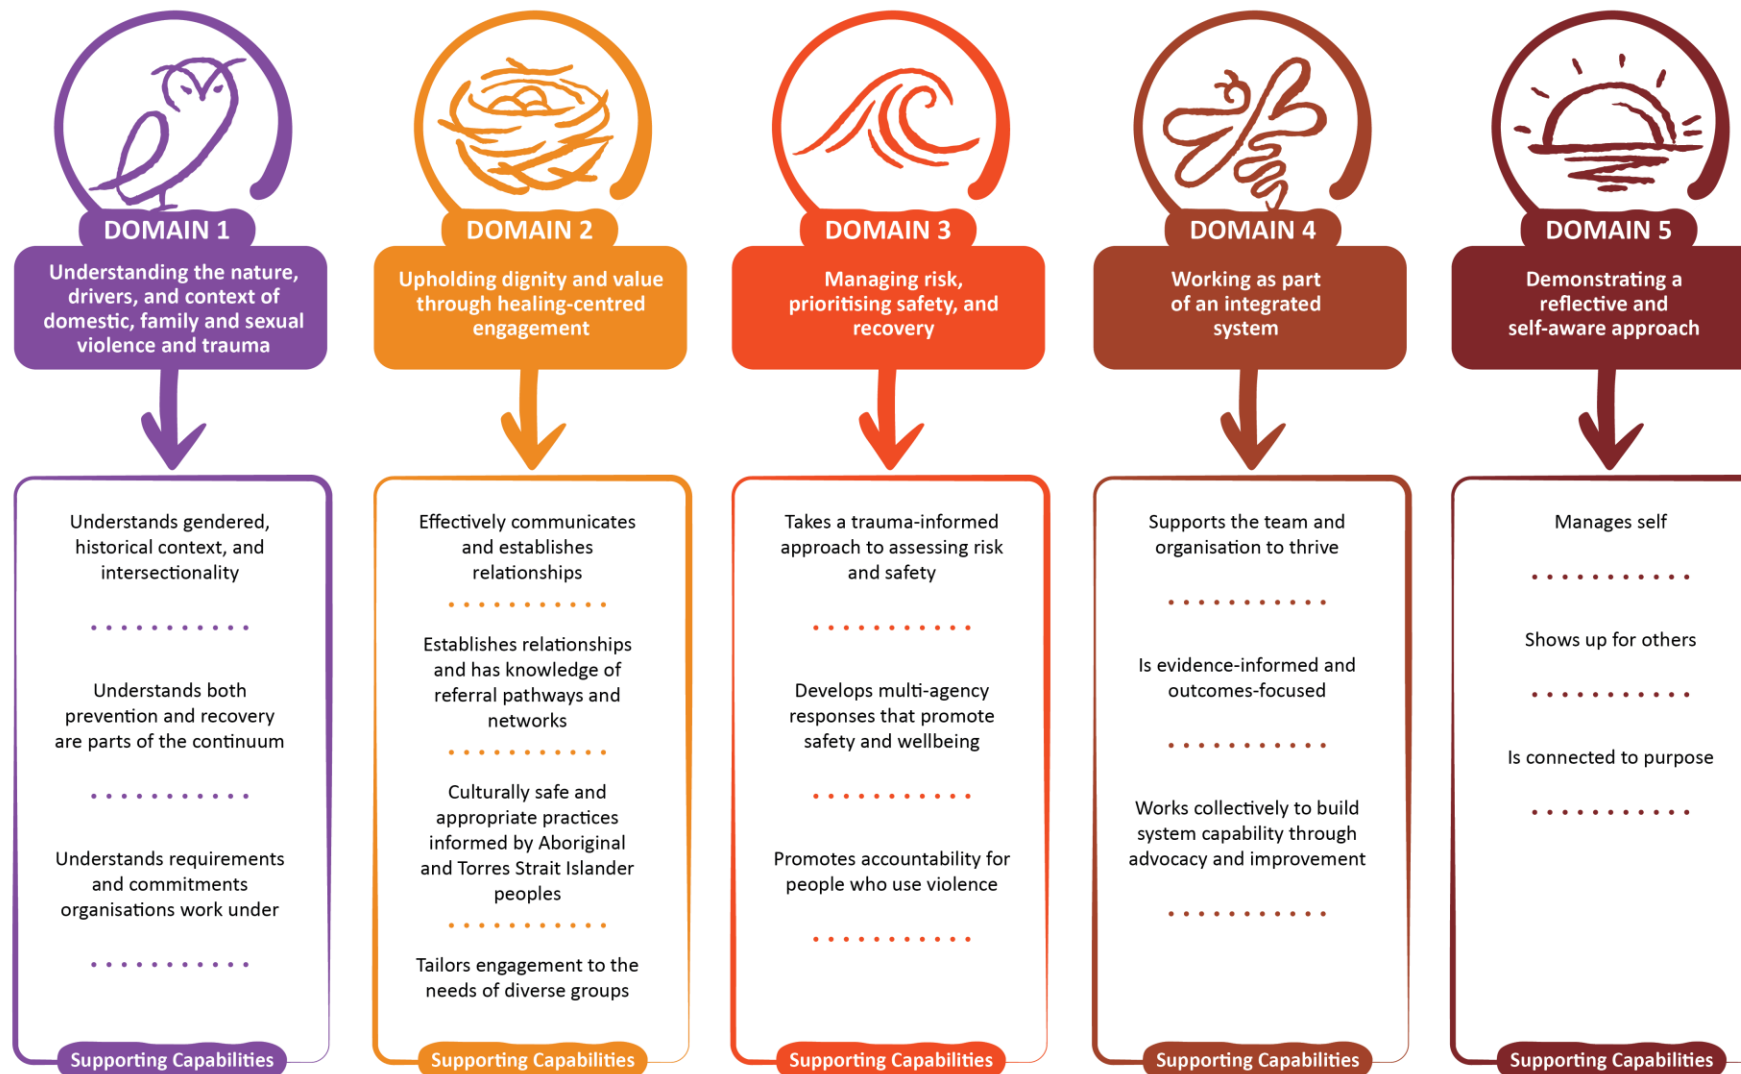 DOMAIN 1
Understanding the nature,
drivers, and context of
domestic, family and sexual
violence and trauma
Understands gendered,
historical context, and
intersectionality
Understands both
prevention and recovery
are parts of the continuum
Understands requirements
and commitments
organisations work under
Supporting Capabilities
DOMAIN 2
Upholding dignity and value
through healing-centred
engagement
Effectively communicates
and establishes
relationships
Establishes relationships
and has knowledge of
referral pathways and
networks
Culturally safe and
appropriate practices
informed by Aboriginal
and Torres Strait Islander
peoples
Tailors engagement to the
needs of diverse groups
Supporting Capabilities
DOMAIN 3
Managing risk,
prioritising safety, and
recovery
Takes a trauma-informed
approach to assessing risk
and safety
Develops multi-agency
responses that promote
safety and wellbeing
Promotes accountability for
people who use violence
Supporting Capabilities
DOMAIN 4
Working as part
of an integrated
system
Supports the team and
organisation to thrive
Is evidence-informed and
outcomes-focused
Works collectively to build
system capability through
advocacy and improvement
Supporting Capabilities
DOMAIN 5
Demonstrating a
reflective and
self-aware approach
Manages self
Shows up for others
Is connected to purpose
Supporting Capabilities